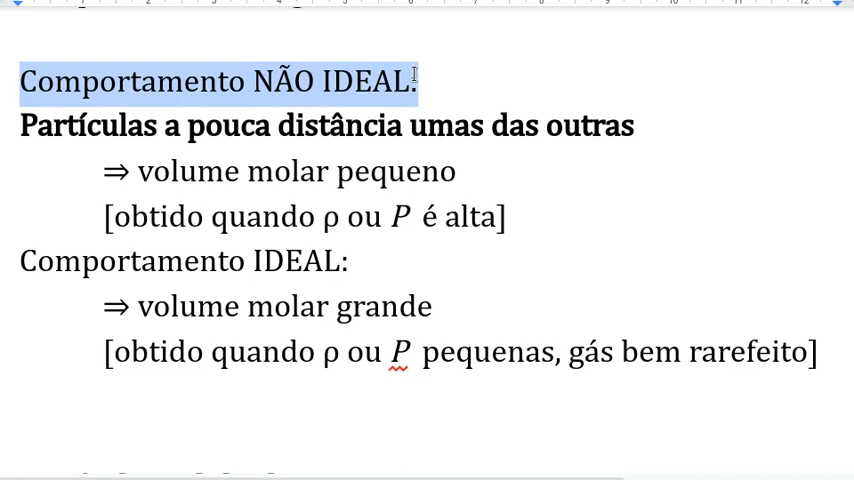 Comportamento NÃO IDEAL:
Partículas a pouca distância umas das outras
⇒ volume molar pequeno
[obtido quando ρ ou P é alta]
Comportamento IDEAL:
⇒ volume molar grande
[obtido quando ρ ou P pequenas, gás bem rarefeito]